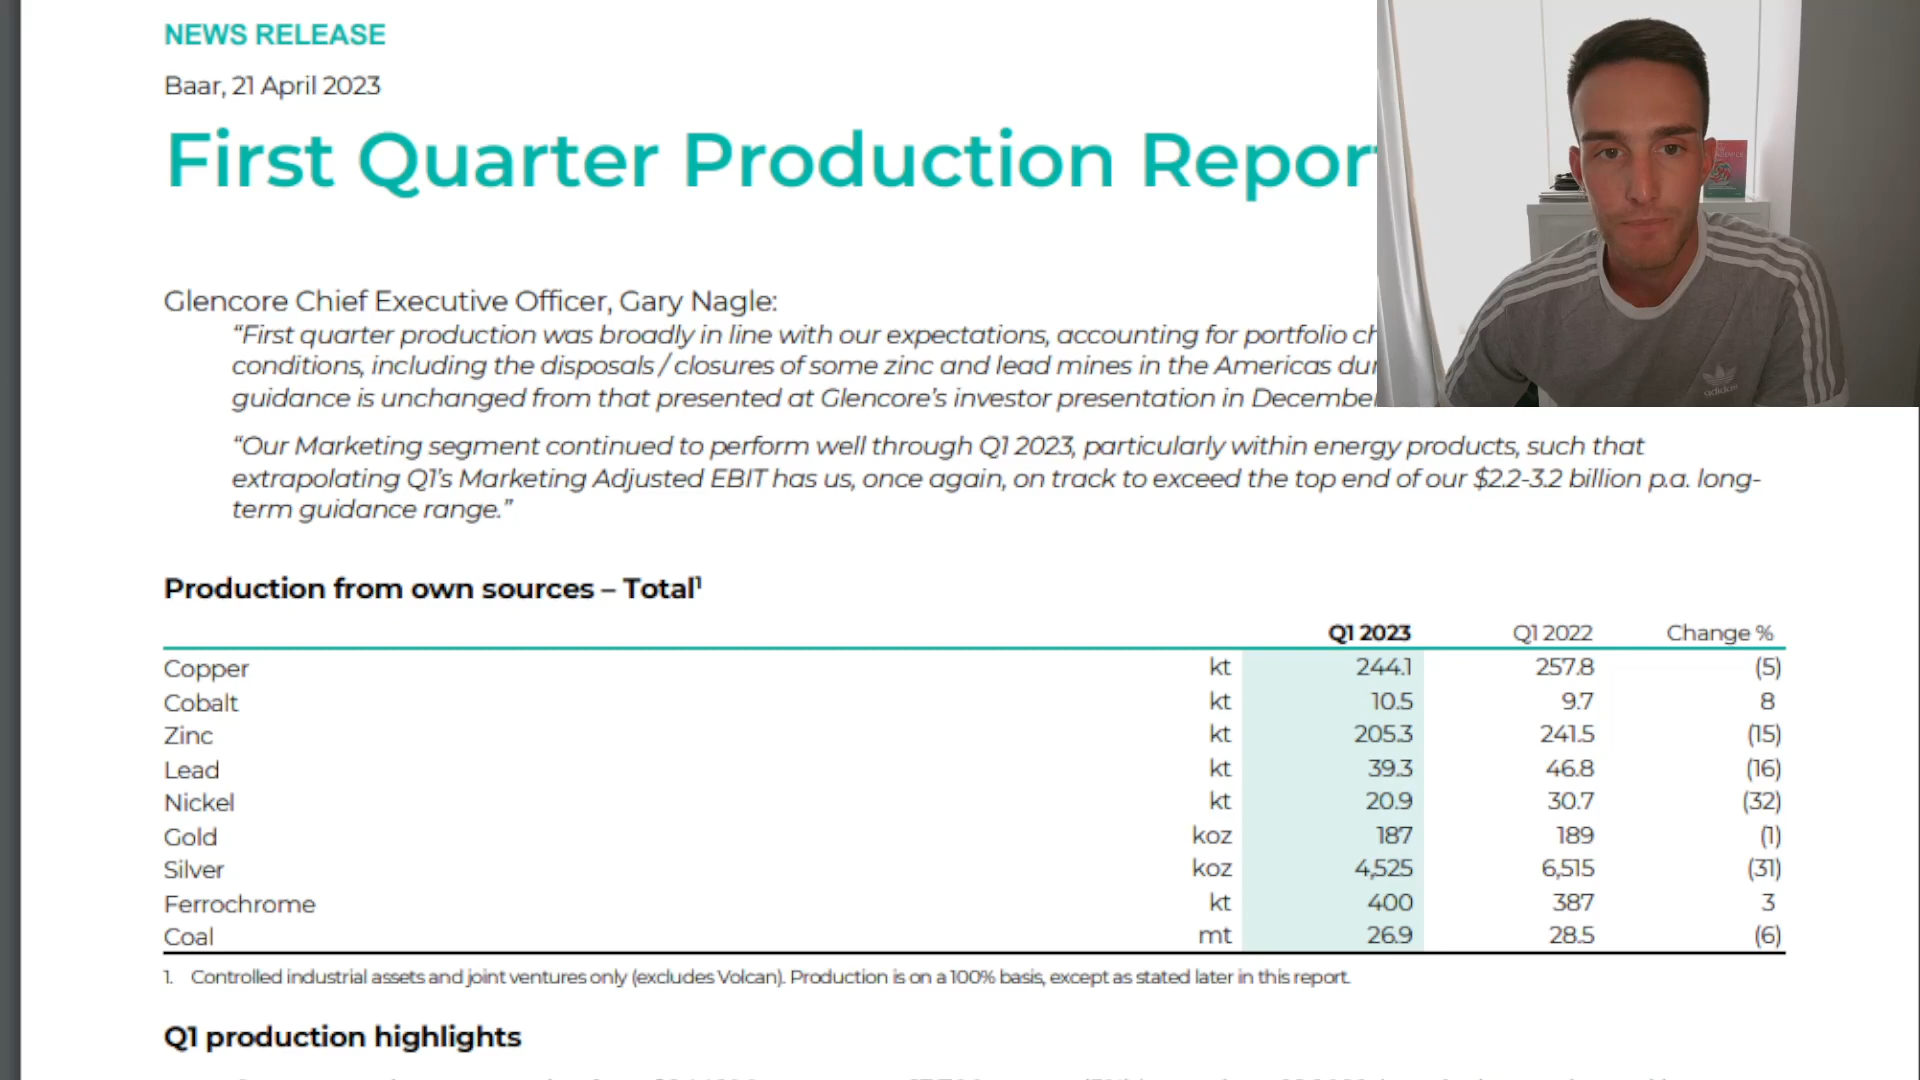 NEWS RELEASE
Baar, 21 April 2023
First Quarter Production Repor
Glencore Chief Executive Officer, Gary Nagle:
“First quarter production was broadly in line with our expectations, accounting for portfolio
conditions, including the disposals / closures of some zinc and lead mines in the Americas
guidance is unchanged from that presented at Glencore’s investor presentation in December
“Our Marketing segment continued to perform well through Q1 2023, particularly within energy products, such that
extrapolating Q1’s Marketing Adjusted EBIT has us, once again, on track to exceed the top end of our $2.2-3.2 billion p.a. long-
term guidance range.”
Production from own sources – Total¹
Q1 2023 Q1 2022 Change %
Copper kt 244.1 257.8 (5)
Cobalt kt 10.5 9.7 8
Zinc kt 205.3 241.5 (15)
Lead kt 39.3 46.8 (16)
Nickel kt 20.9 30.7 (32)
Gold koz 187 189 (1)
Silver koz 4,525 6,515 (31)
Ferrochrome kt 400 387 3
Coal mt 26.9 28.5 (6)
1. Controlled industrial assets and joint ventures only (excludes Volcan). Production is on a 100% basis, except as stated later in this report.
Q1 production highlights
adidas